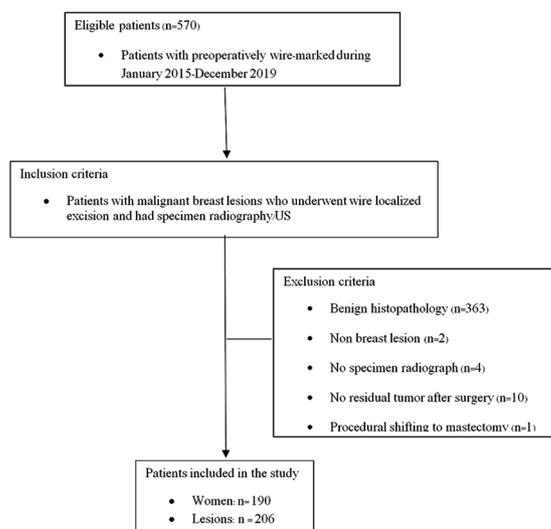 Eligible patients (n=570)
• Patients with preoperatively wire-marked during
January 2015-December 2019
Inclusion criteria
• Patients with malignant breast lesions who underwent wire localized
excision and had specimen radiography/US
Exclusion criteria
• Benign histopathology (n=363)
• Non breast lesion (n=2)
• No specimen radiograph (n=4)
• No residual tumor after surgery (n=10)
• Procedural shifting to mastectomy (n=1)
Patients included in the study
• Women: n=190
• Lesions: n=206